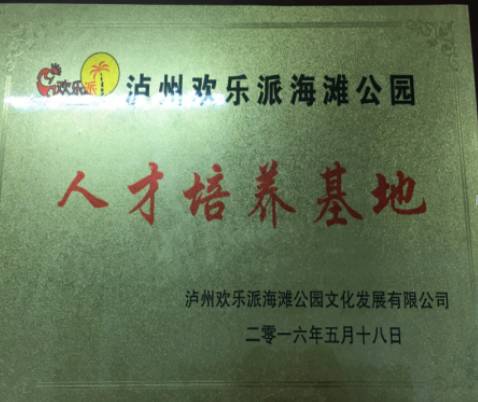 欢乐派 泸州欢乐派海滩公园
人才培养基地
泸州欢乐派海滩公园文化发展有限公司
二零一六年五月十八日